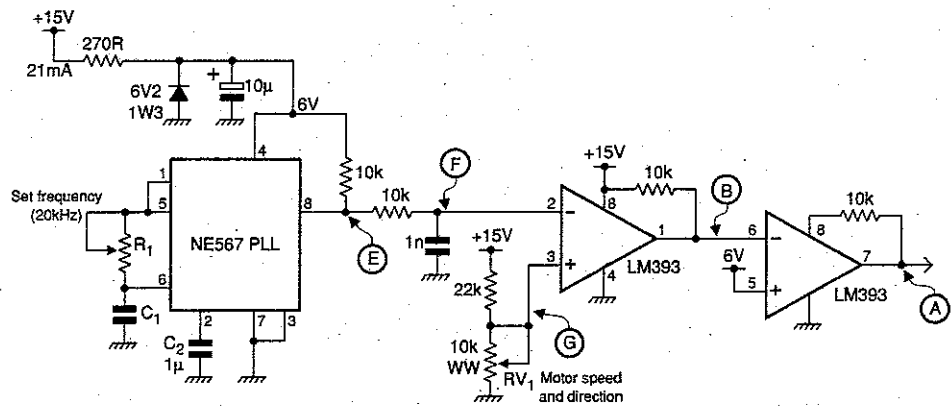 +15V
270R
21mA
6V2
1W3
+
10µ
6V
4
10k
Set frequency
(20kHz)
1
5
R1
6
C1
NE567 PLL
8
E
2
7
3
C2
1µ
10k
F
1n
+15V
22k
10k
WW
RV1
G
Motor speed
and direction
+15V
8
10k
2
−
3
+
1
4
LM393
B
6V
6
−
5
+
8
10k
7
LM393
A